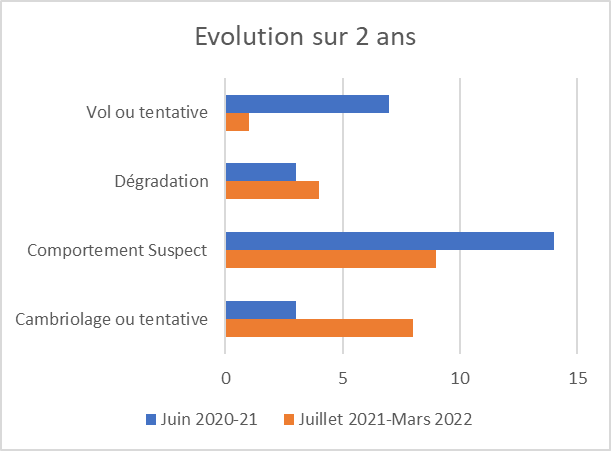 Evolution sur 2 ans
Vol ou tentative
Dégradation
Comportement Suspect
Cambriolage ou tentative
0 5 10 15
Juin 2020-21 Juillet 2021-Mars 2022